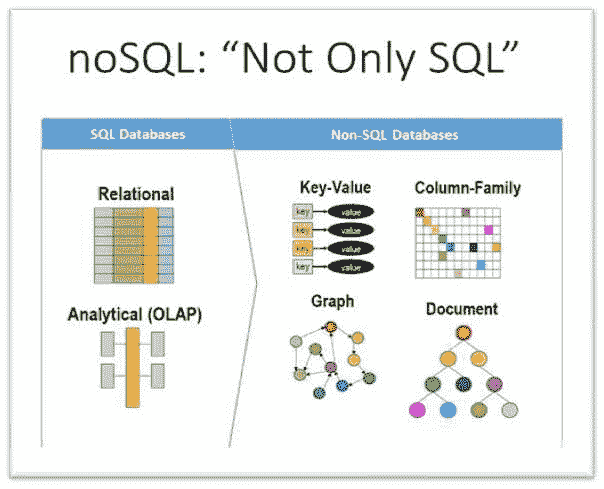 noSQL: “Not Only SQL”
SQL Databases
Non-SQL Databases
Relational
Analytical (OLAP)
Key-Value
key
value
key
value
key
value
key
value
Column-Family
Graph
Document